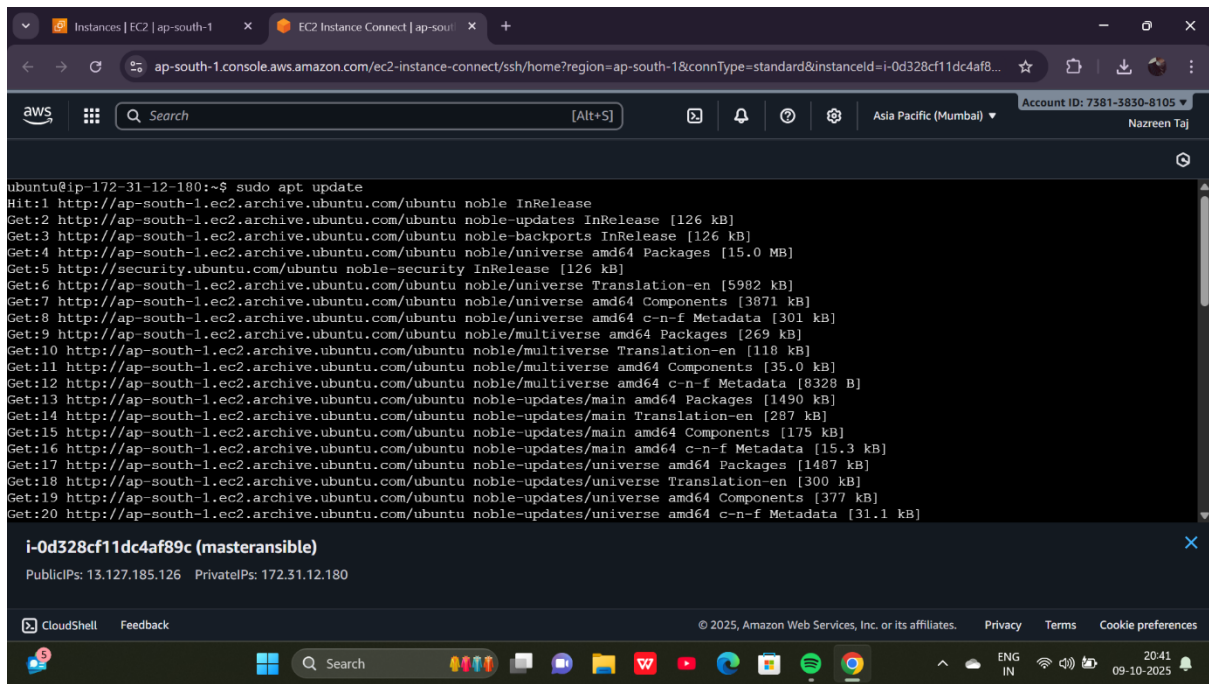 Instances | EC2 | ap-south-1
EC2 Instance Connect | ap-sout
ap-south-1.console.aws.amazon.com/ec2-instance-connect/ssh/home?region=ap-south-1&connType=standard&instanceId=i-0d328cf11dc4af8...
aws
Search
[Alt+S]
Asia Pacific (Mumbai)
Account ID: 7381-3830-8105
Nazreen Taj
ubuntu@ip-172-31-12-180:~$ sudo apt update
Hit:1 http://ap-south-1.ec2.archive.ubuntu.com/ubuntu noble InRelease
Get:2 http://ap-south-1.ec2.archive.ubuntu.com/ubuntu noble-updates InRelease [126 kB]
Get:3 http://ap-south-1.ec2.archive.ubuntu.com/ubuntu noble-backports InRelease [126 kB]
Get:4 http://ap-south-1.ec2.archive.ubuntu.com/ubuntu noble/universe amd64 Packages [15.0 MB]
Get:5 http://security.ubuntu.com/ubuntu noble-security InRelease [126 kB]
Get:6 http://ap-south-1.ec2.archive.ubuntu.com/ubuntu noble/universe Translation-en [5982 kB]
Get:7 http://ap-south-1.ec2.archive.ubuntu.com/ubuntu noble/universe amd64 Components [3871 kB]
Get:8 http://ap-south-1.ec2.archive.ubuntu.com/ubuntu noble/universe amd64 c-n-f Metadata [301 kB]
Get:9 http://ap-south-1.ec2.archive.ubuntu.com/ubuntu noble/multiverse amd64 Packages [269 kB]
Get:10 http://ap-south-1.ec2.archive.ubuntu.com/ubuntu noble/multiverse Translation-en [118 kB]
Get:11 http://ap-south-1.ec2.archive.ubuntu.com/ubuntu noble/multiverse amd64 Components [35.0 kB]
Get:12 http://ap-south-1.ec2.archive.ubuntu.com/ubuntu noble/multiverse amd64 c-n-f Metadata [8328 B]
Get:13 http://ap-south-1.ec2.archive.ubuntu.com/ubuntu noble-updates/main amd64 Packages [1490 kB]
Get:14 http://ap-south-1.ec2.archive.ubuntu.com/ubuntu noble-updates/main Translation-en [287 kB]
Get:15 http://ap-south-1.ec2.archive.ubuntu.com/ubuntu noble-updates/main amd64 Components [175 kB]
Get:16 http://ap-south-1.ec2.archive.ubuntu.com/ubuntu noble-updates/main amd64 c-n-f Metadata [15.3 kB]
Get:17 http://ap-south-1.ec2.archive.ubuntu.com/ubuntu noble-updates/universe amd64 Packages [1487 kB]
Get:18 http://ap-south-1.ec2.archive.ubuntu.com/ubuntu noble-updates/universe Translation-en [300 kB]
Get:19 http://ap-south-1.ec2.archive.ubuntu.com/ubuntu noble-updates/universe amd64 Components [377 kB]
Get:20 http://ap-south-1.ec2.archive.ubuntu.com/ubuntu noble-updates/universe amd64 c-n-f Metadata [31.1 kB]
i-0d328cf11dc4af89c (masteransible)
PublicIPs: 13.127.185.126 PrivateIPs: 172.31.12.180
CloudShell Feedback © 2025, Amazon Web Services, Inc. or its affiliates. Privacy Terms Cookie preferences
5
Search
W
ENG
IN
20:41
09-10-2025